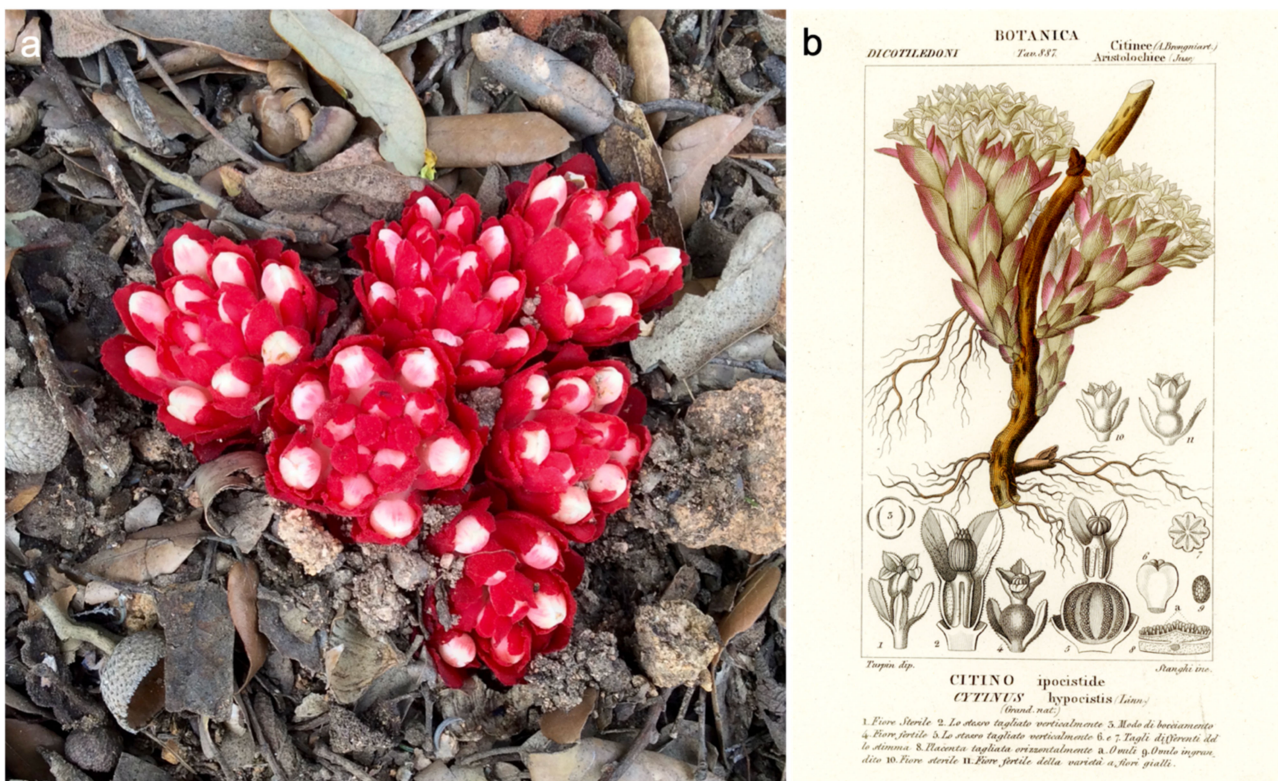 a
b
BOTANICA
DICOTILEDONI
Tav. 887.
Citinee (A. Brongniart.)
Aristolochiee (Juss.)
10
11
3
7
6
9
a
1
2
4
5
8
Turpin dip.
Stanghi inc.
CITINO ipocistide
CYTINUS hypocistis (Linn.)
(Grand. nat.)
1. Fiore Sterile 2. Lo stesso tagliato verticalmente 3. Modo di bocciamento
4. Fiore fertile 5. Lo stesso tagliato verticalmente 6. e 7. Tagli differenti del
lo stimma. 8. Placenta tagliata orizzontalmente a. Ovuli 9. Ovulo ingran
dito 10. Fiore sterile 11. Fiore fertile della varietà a fiori gialli.